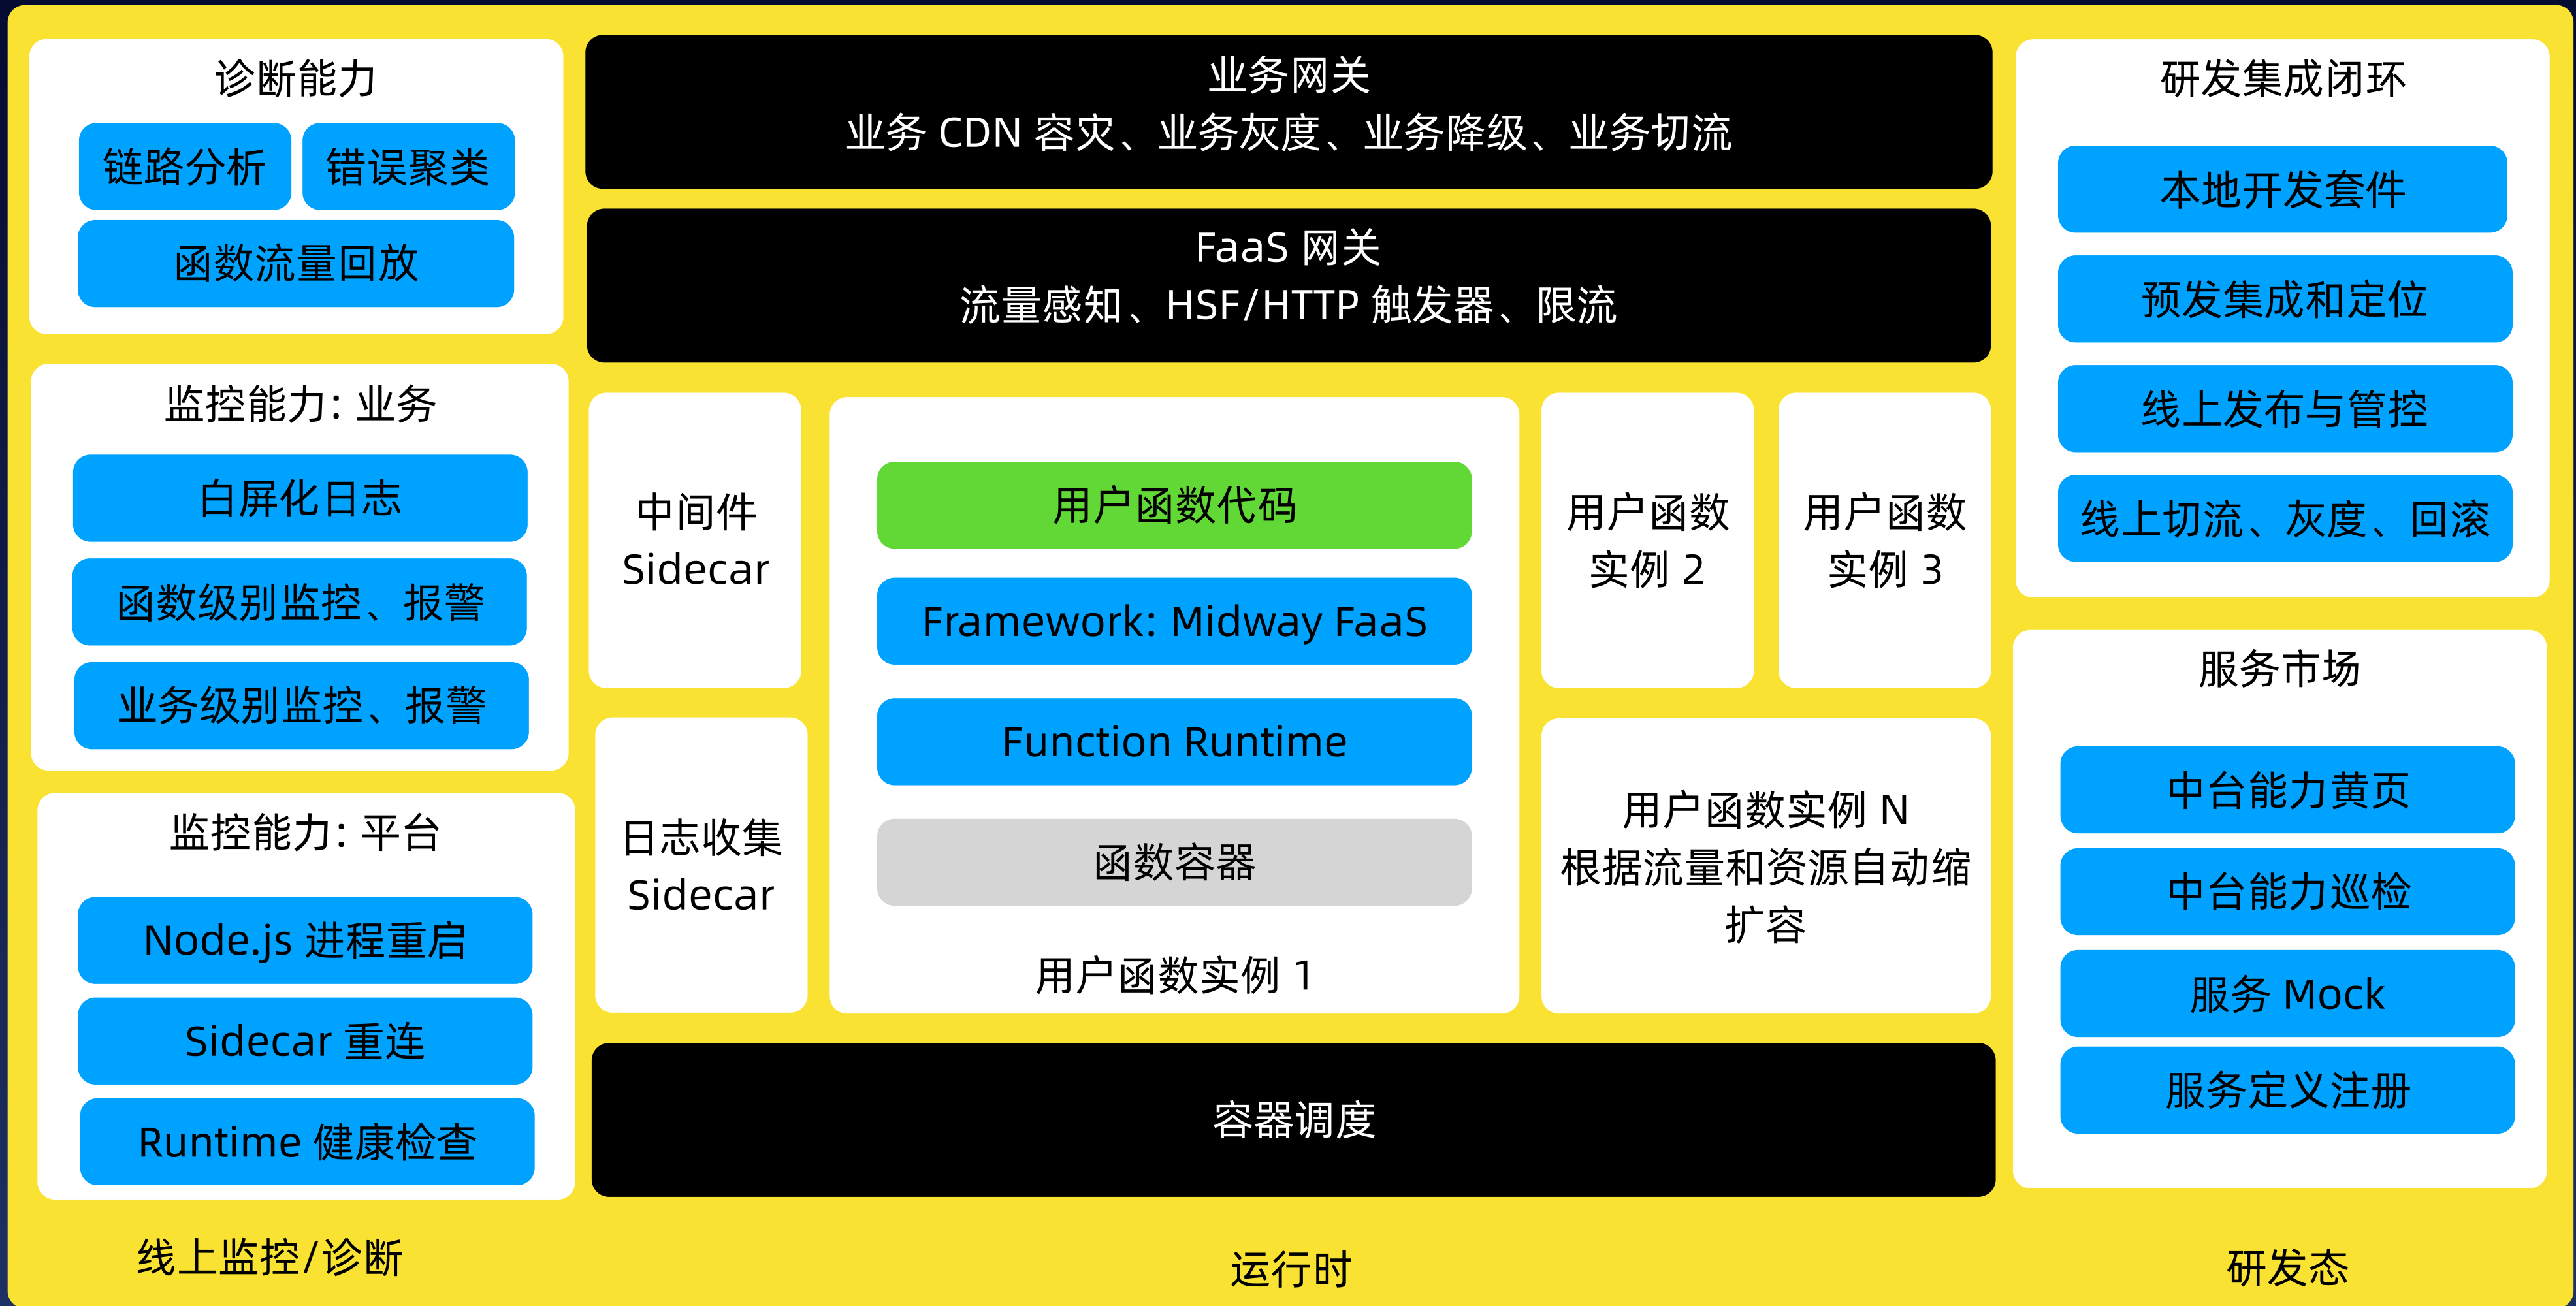 诊断能力
链路分析
错误聚类
函数流量回放
监控能力: 业务
白屏化日志
函数级别监控、报警
业务级别监控、报警
监控能力: 平台
Node.js 进程重启
Sidecar 重连
Runtime 健康检查
线上监控/诊断
业务网关
业务 CDN 容灾、业务灰度、业务降级、业务切流
FaaS 网关
流量感知、HSF/HTTP 触发器、限流
中间件
Sidecar
日志收集
Sidecar
用户函数代码
Framework: Midway FaaS
Function Runtime
函数容器
用户函数实例 1
用户函数
实例 2
用户函数
实例 3
用户函数实例 N
根据流量和资源自动缩
扩容
容器调度
运行时
研发集成闭环
本地开发套件
预发集成和定位
线上发布与管控
线上切流、灰度、回滚
服务市场
中台能力黄页
中台能力巡检
服务 Mock
服务定义注册
研发态